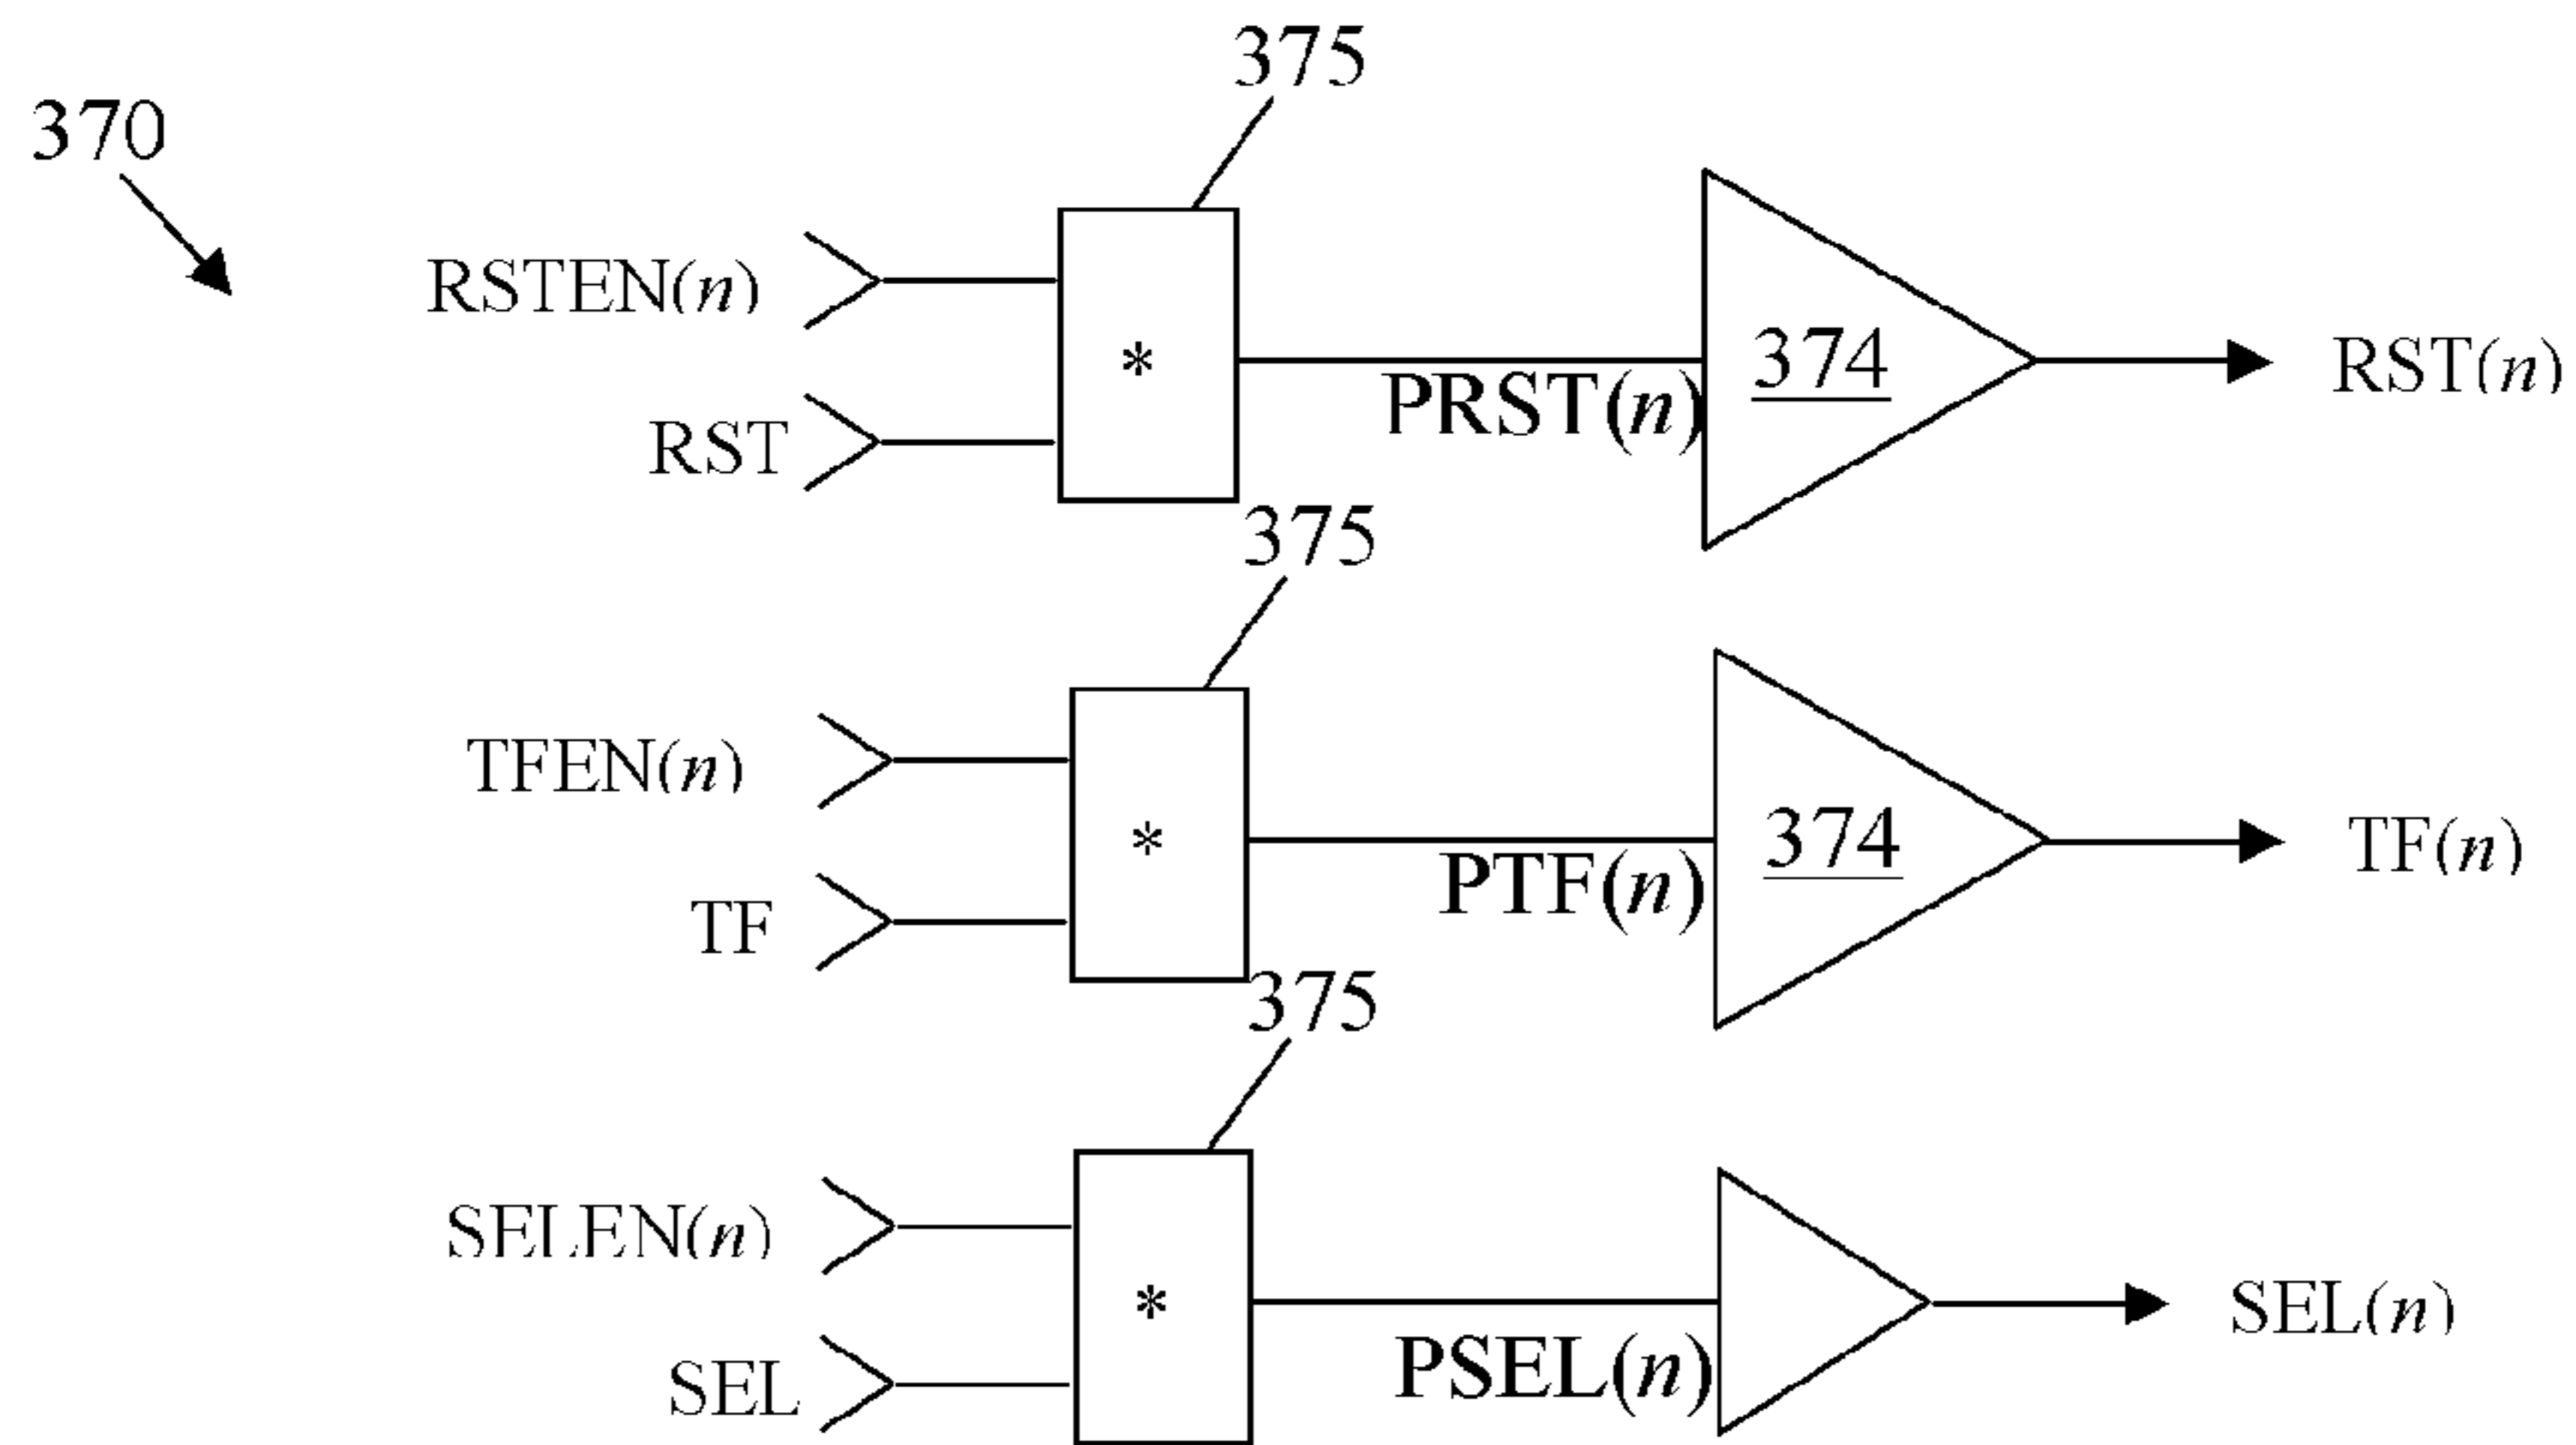 375
370
RSTEN(n)
*
374
RST(n)
PRST(n)
RST
375
TFEN(n)
*
374
TF(n)
PTF(n)
TF
375
SELEN(n)
*
SEL(n)
PSEL(n)
SEL